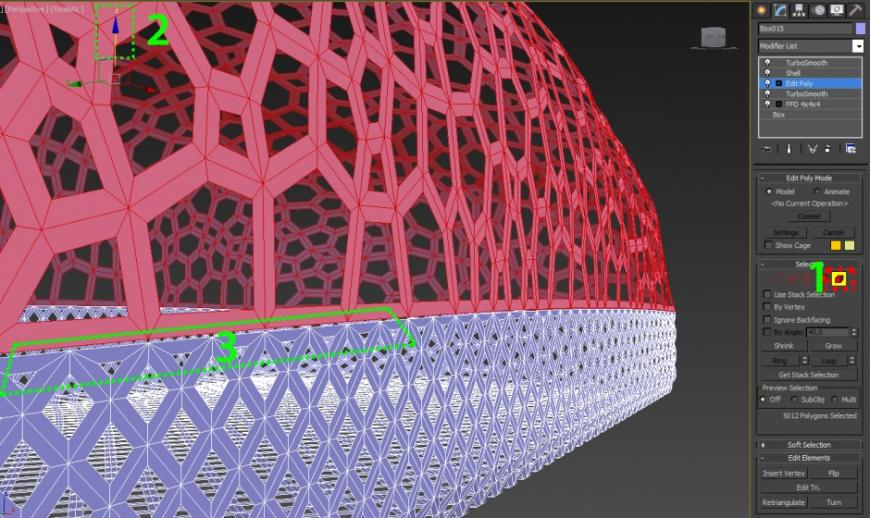 [Perspective] [Realistic]
2
z
Box015
Modifier List
TurboSmooth
Shell
Edit Poly
TurboSmooth
FFD 4x4x4
Box
Edit Poly Mode
Model
Animate
<No Current Operation>
Commit
Settings
Cancel
Show Cage
Selec
1
Use Stack Selection
By Vertex
Ignore Backfacing
By Angle: 45,0
Shrink
Grow
Ring
Loop
Get Stack Selection
Preview Selection
Off
SubObj
Multi
5012 Polygons Selected
3
Soft Selection
Edit Elements
Insert Vertex
Flip
Edit Tri.
Retriangulate
Turn